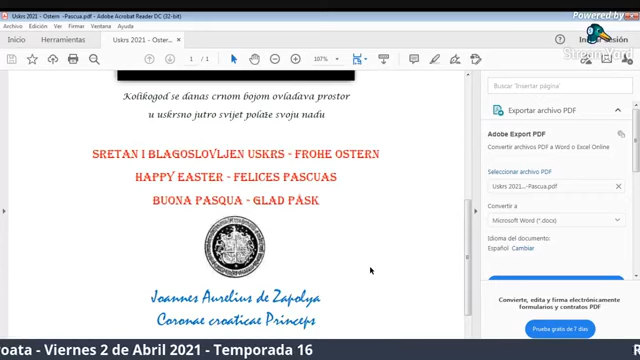 Uskrs 2021 - Ostern - Pascua.pdf - Adobe Acrobat Reader DC (32-bit)
Archivo Edición Ver Firmar Ventana Ayuda
Powered by
StreamYard
Inicio Herramientas Uskrs 2021 - Oster... ×
1 / 1 107%
Kolikogod se danas crnom bojom ovladava prostor
u uskrsno jutro svijet polaže svoju nadu
SRETAN I BLAGOSLOVLJEN USKRS - FROHE OSTERN
HAPPY EASTER - FELICES PASCUAS
BUONA PASQUA - GLAD PÅSK
Joannes Aurelius de Zapolya
Coronae croaticae Princeps
Buscar 'Insertar página'
Exportar archivo PDF
Adobe Export PDF
Convertir archivos PDF a Word o Excel Online
Seleccionar archivo PDF
Uskrs 2021...-Pascua.pdf
Convertir a
Microsoft Word (*.docx)
Idioma del documento:
Español Cambiar
Convierte, edita y firma electrónicamente
formularios y contratos PDF
Prueba gratis de 7 días
roata - Viernes 2 de Abril 2021 - Temporada 16